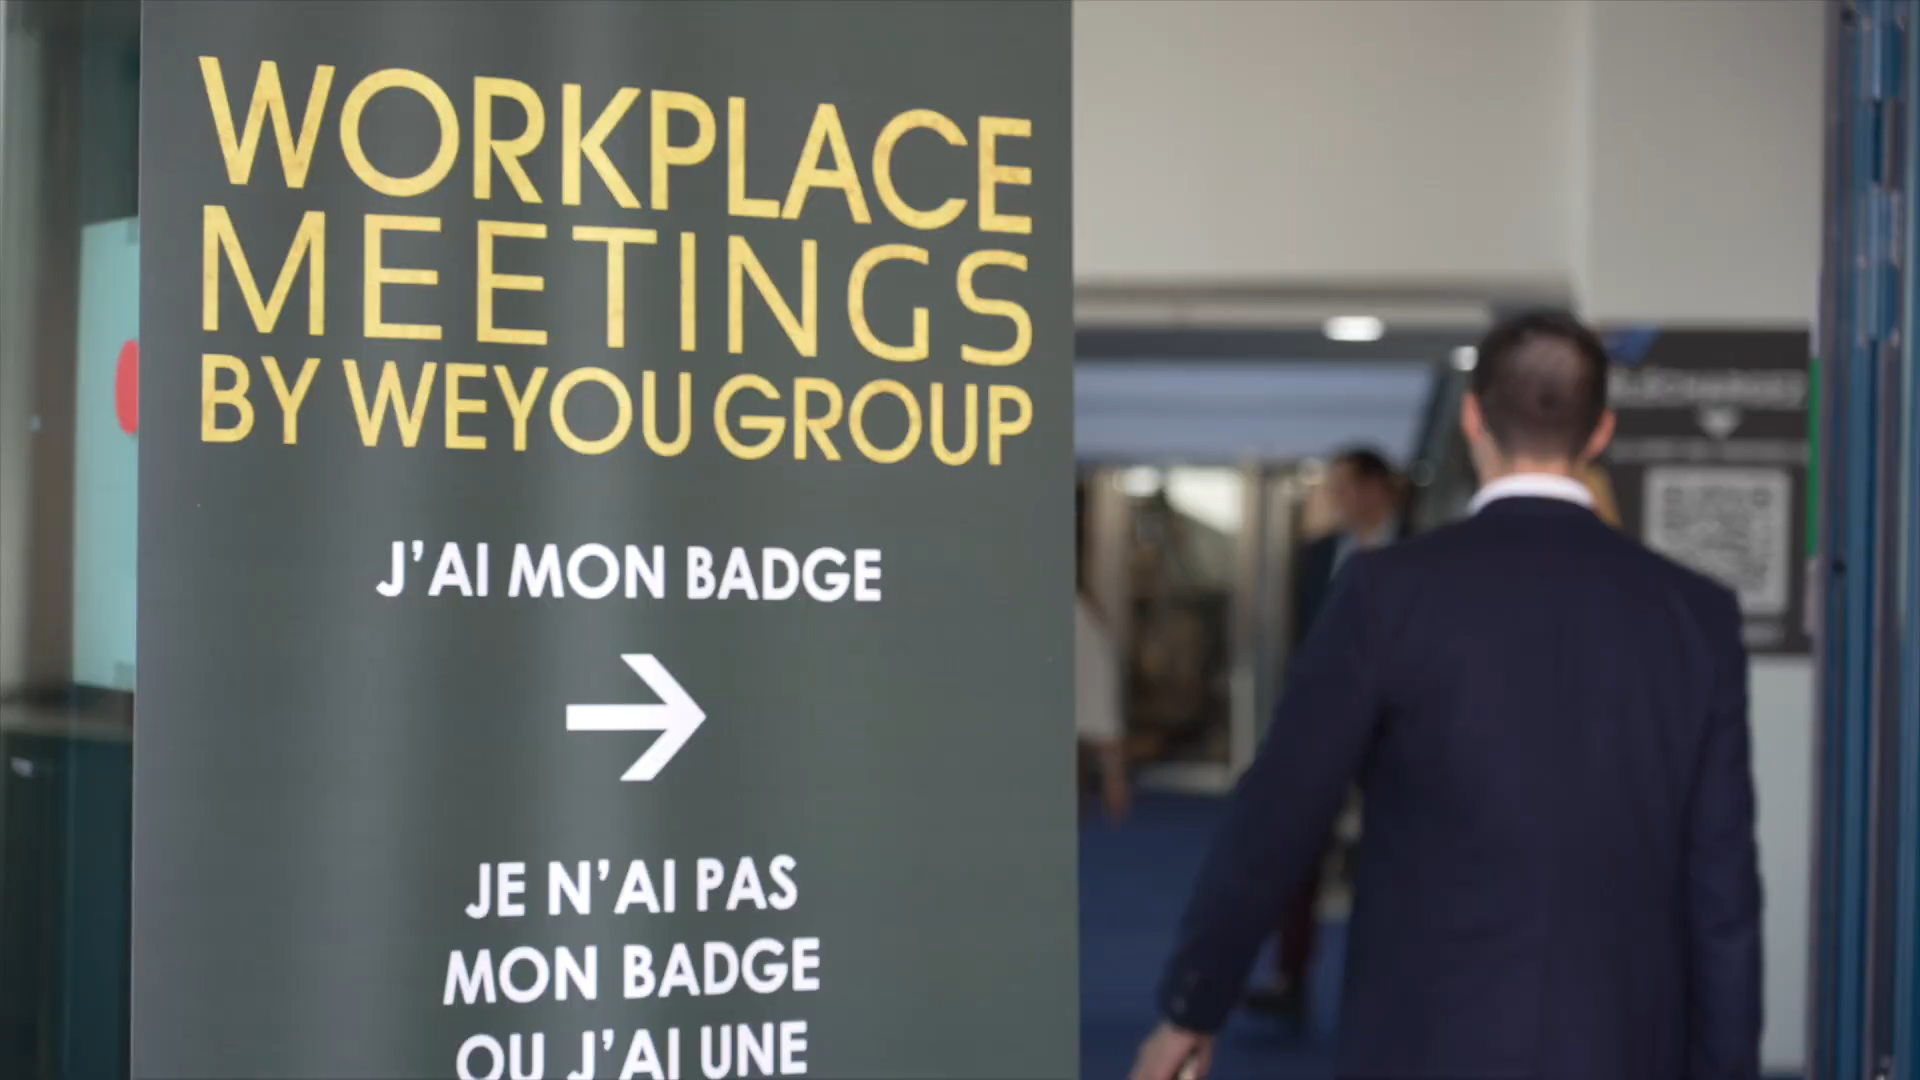 WORKPLACE
MEETINGS
BY WEYOU GROUP
J'AI MON BADGE
JE N'AI PAS
MON BADGE
OU J'AI UNE